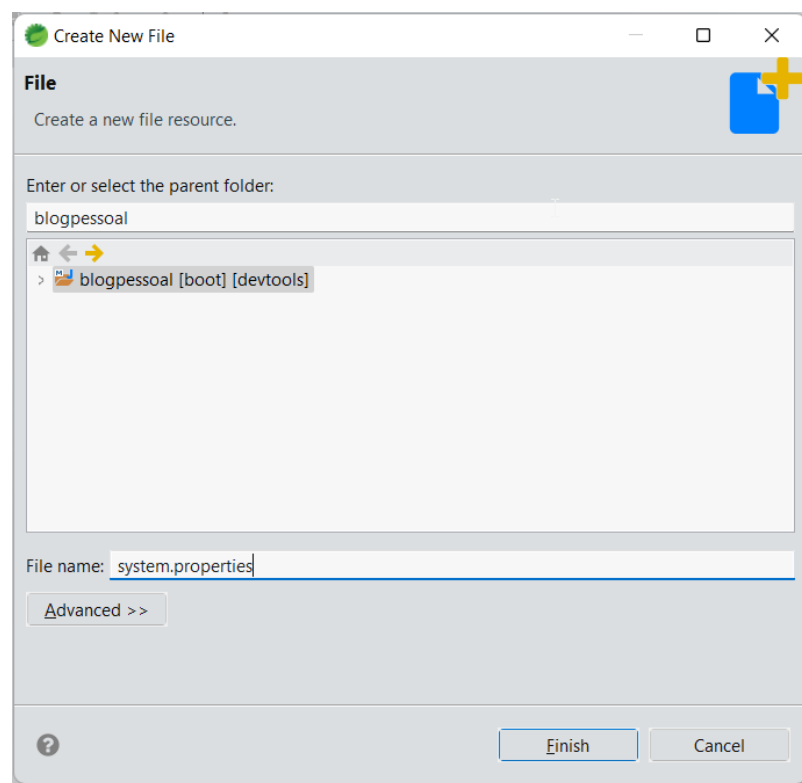 Create New File
File
Create a new file resource.
Enter or select the parent folder:
blogpessoal
blogpessoal [boot] [devtools]
File name: system.properties
Advanced >>
Finish Cancel